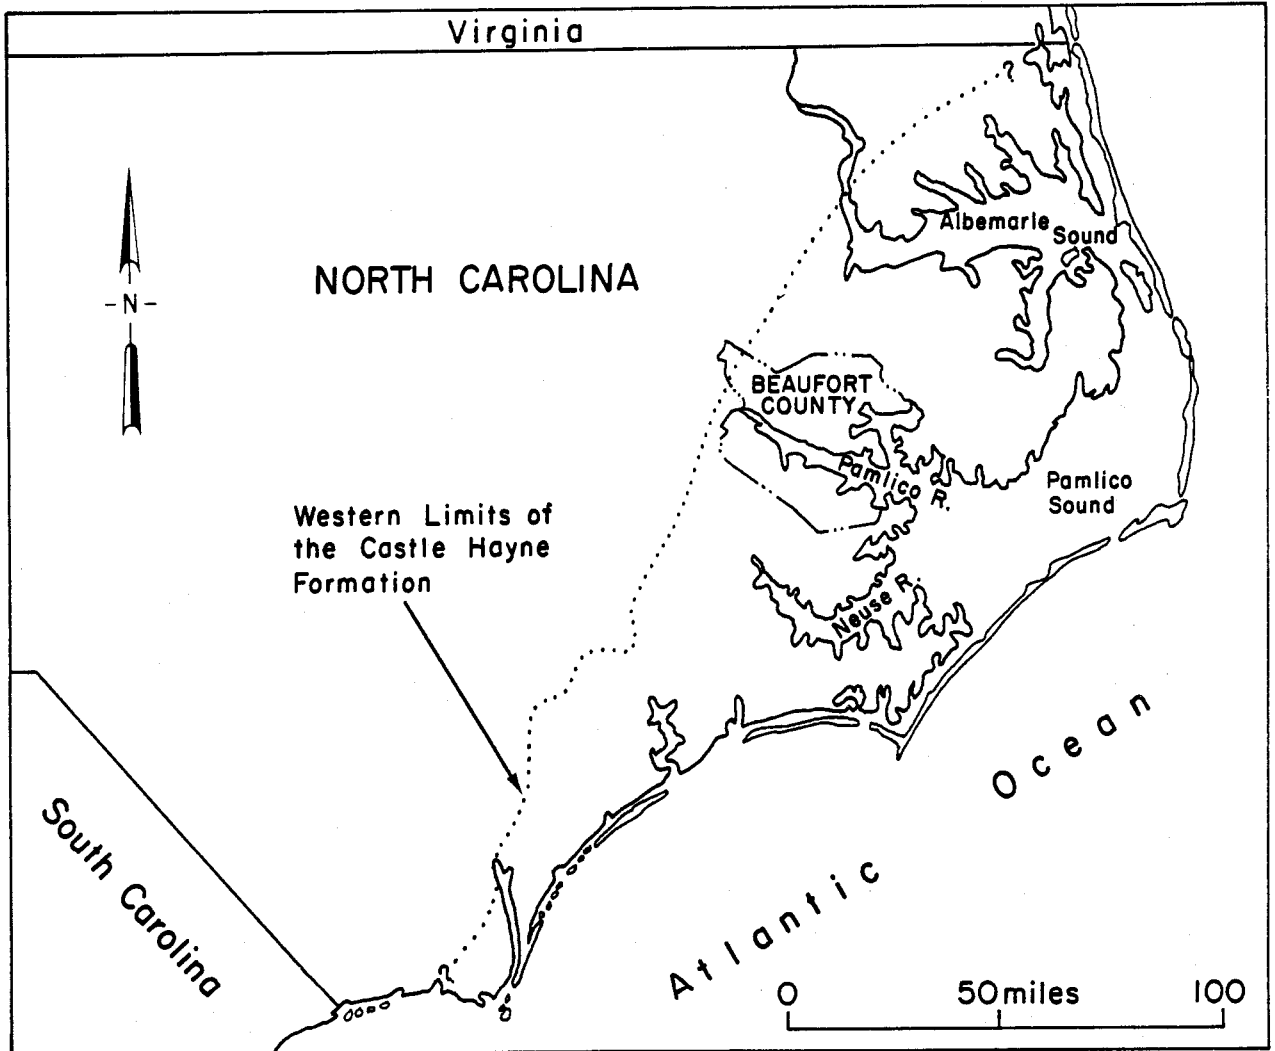 Virginia
?
Albemarle
Sound
-N-
NORTH CAROLINA
BEAUFORT
COUNTY
Pamlico R.
Pamlico
Sound
Western Limits of
the Castle Hayne
Formation
Neuse R.
South Carolina
Atlantic Ocean
?
0 50 miles 100